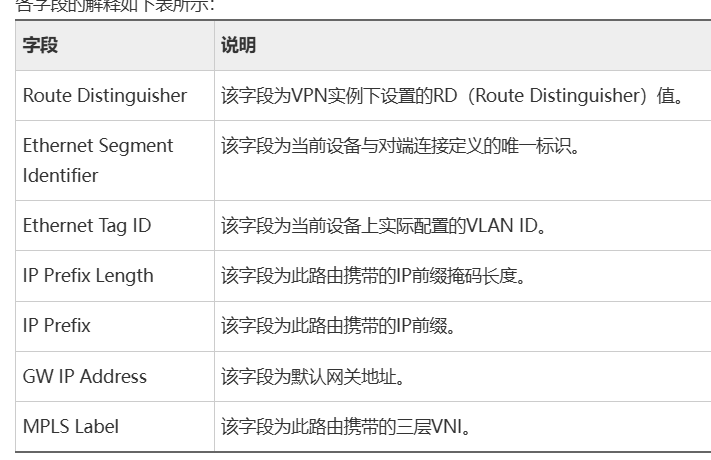 各字段的解释如下表所示：
字段 说明
Route Distinguisher 该字段为VPN实例下设置的RD（Route Distinguisher）值。
Ethernet Segment Identifier 该字段为当前设备与对端连接定义的唯一标识。
Ethernet Tag ID 该字段为当前设备上实际配置的VLAN ID。
IP Prefix Length 该字段为此路由携带的IP前缀掩码长度。
IP Prefix 该字段为此路由携带的IP前缀。
GW IP Address 该字段为默认网关地址。
MPLS Label 该字段为此路由携带的三层VNI。